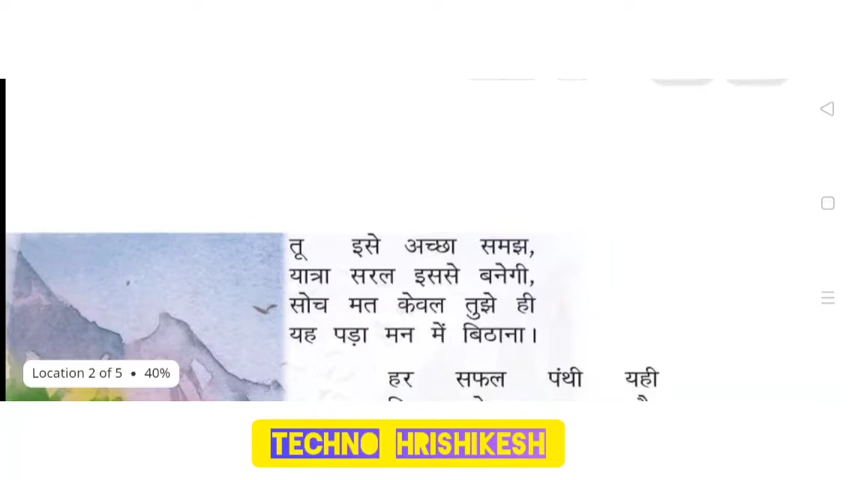 तू इसे अच्छा समझ,
यात्रा सरल इससे बनेगी,
सोच मत केवल तुझे ही
यह पड़ा मन में बिठाना।
हर सफल पंथी यही
Location 2 of 5 • 40%
TECHNO HRISHIKESH